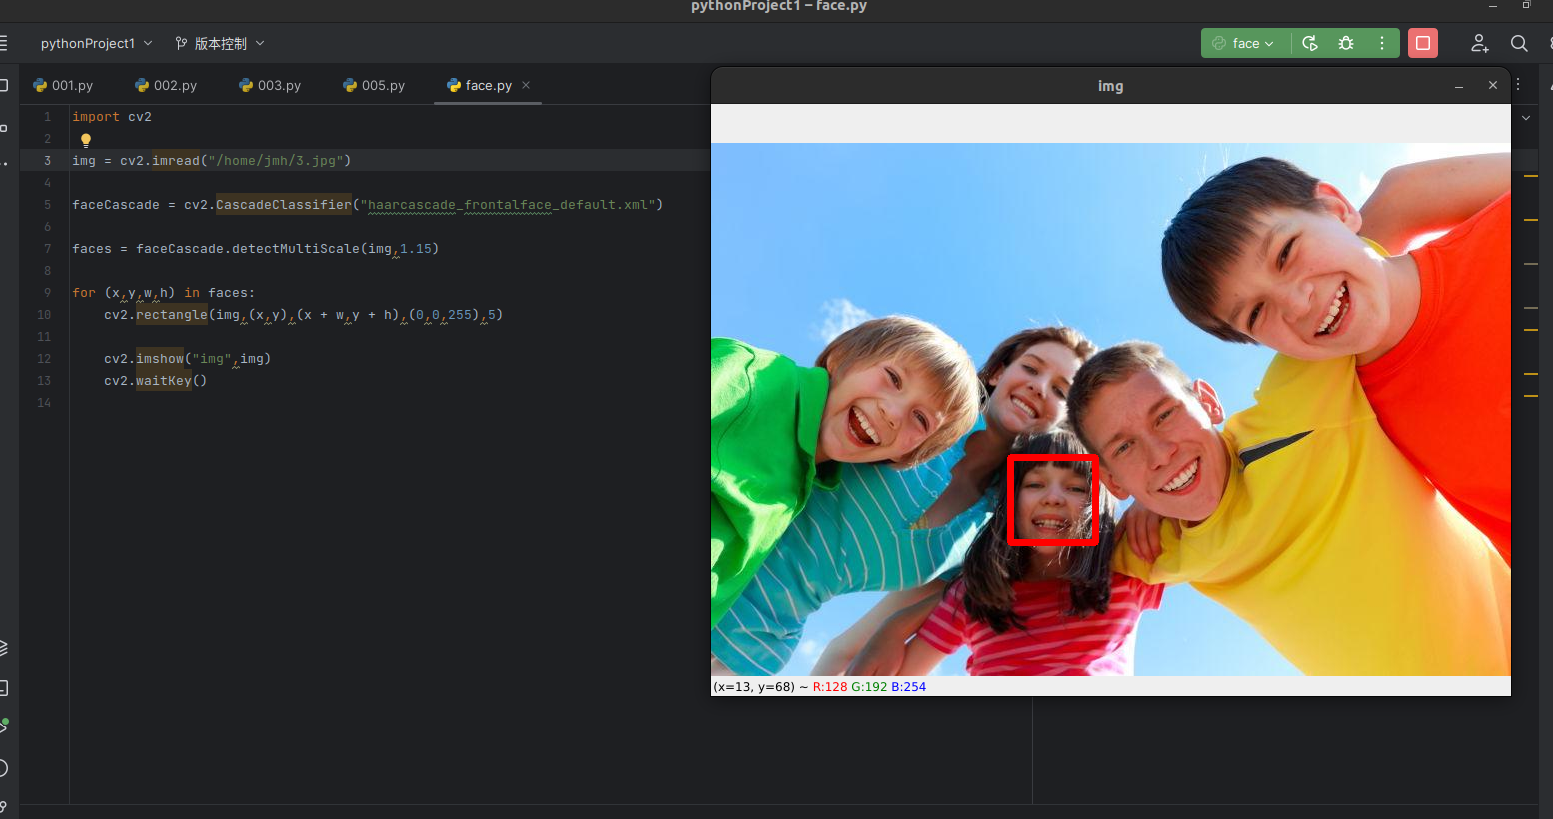 pythonProject1 – face.py
pythonProject1 版本控制 face
001.py 002.py 003.py 005.py face.py
img
1 import cv2
2
3 img = cv2.imread("/home/jmh/3.jpg")
4
5 faceCascade = cv2.CascadeClassifier("haarcascade_frontalface_default.xml")
6
7 faces = faceCascade.detectMultiScale(img,1.15)
8
9 for (x,y,w,h) in faces:
10 cv2.rectangle(img,(x,y),(x + w,y + h),(0,0,255),5)
11
12 cv2.imshow("img",img)
13 cv2.waitKey()
14
(x=13, y=68) ~ R:128 G:192 B:254